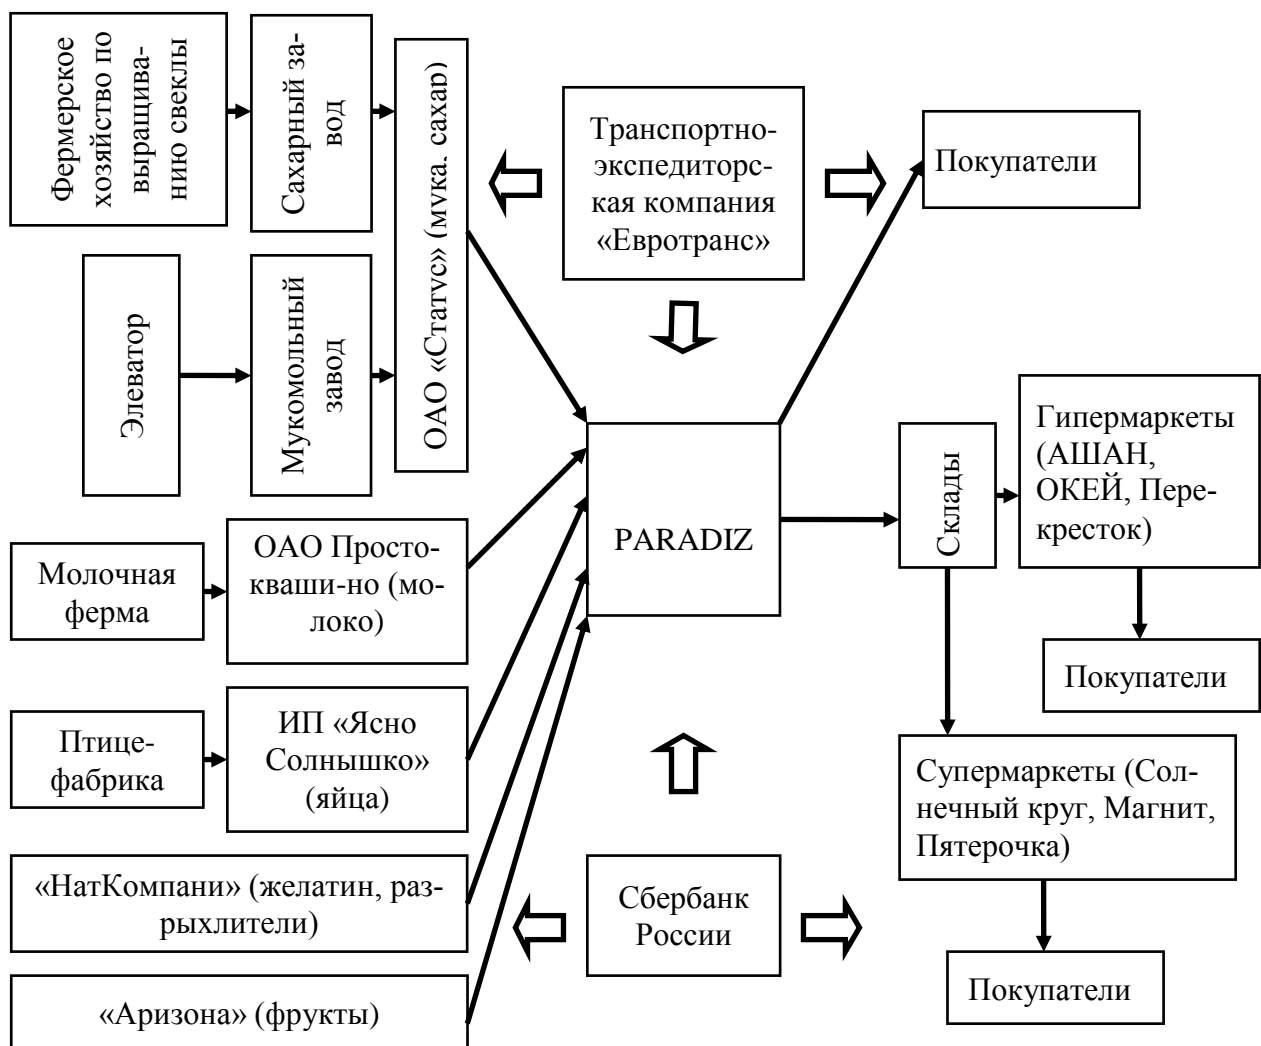 Фермерское
хозяйство по
выращива-
нию свеклы
Сахарный за-
вод
ОАО «Статус» (мука, сахар)
Транспортно-
экспедиторс-
кая компания
«Евротранс»
Покупатели
Элеватор
Мукомольный
завод
PARADIZ
Склады
Гипермаркеты
(АШАН,
ОКЕЙ, Пере-
кресток)
Молочная
ферма
ОАО Просто-
кваши-но (мо-
локо)
Покупатели
Птице-
фабрика
ИП «Ясно
Солнышко»
(яйца)
Супермаркеты (Сол-
нечный круг, Магнит,
Пятерочка)
«НатКомпани» (желатин, раз-
рыхлители)
Сбербанк
России
Покупатели
«Аризона» (фрукты)